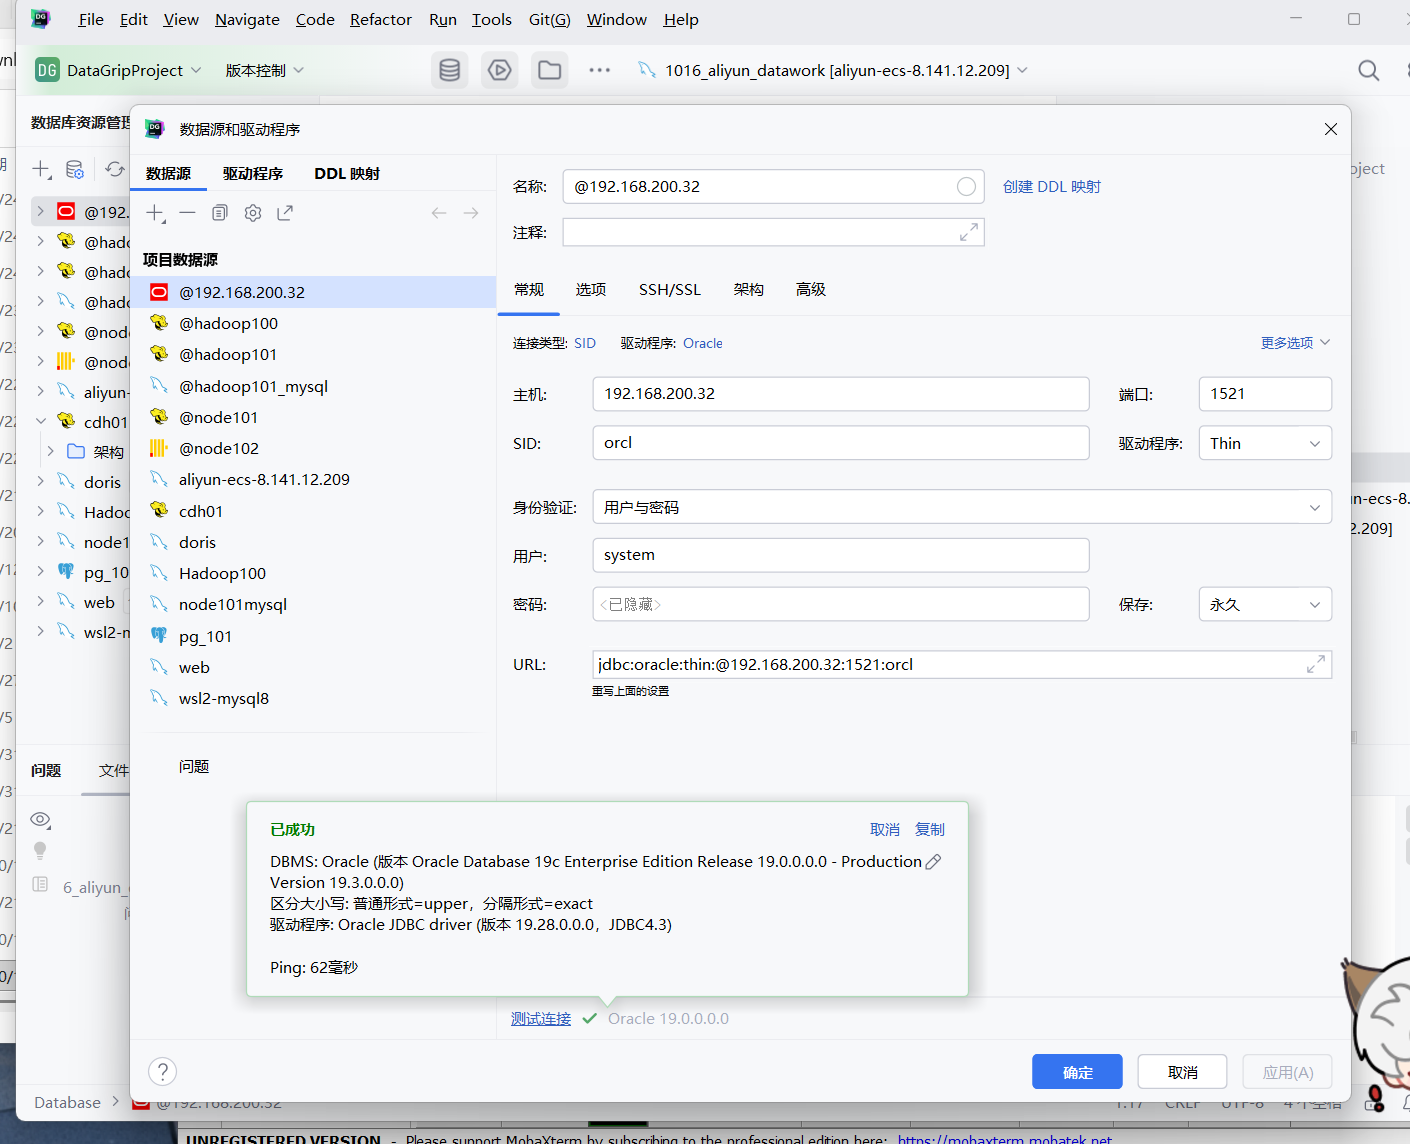 File Edit View Navigate Code Refactor Run Tools Git(G) Window Help
DG DataGripProject 版本控制 1016_aliyun_datawork [aliyun-ecs-8.141.12.209]
数据库资源管理
数据源和驱动程序
数据源 驱动程序 DDL 映射
名称: @192.168.200.32 创建 DDL 映射
注释:
项目数据源
@192.168.200.32
@hadoop100
@hadoop101
@hadoop101_mysql
@node101
@node102
aliyun-ecs-8.141.12.209
cdh01
doris
Hadoop100
node101mysql
pg_101
web
wsl2-mysql8
问题
@192.
@hadc
@hadc
@hadc
@nod
@nod
aliyun-
cdh01
架构
doris
Hadoc
node1
pg_10
web
wsl2-m
问题 文件
6_aliyun_
常规 选项 SSH/SSL 架构 高级
连接类型: SID 驱动程序: Oracle 更多选项
主机: 192.168.200.32 端口: 1521
SID: orcl 驱动程序: Thin
身份验证: 用户与密码
用户: system
密码: <已隐藏> 保存: 永久
URL: jdbc:oracle:thin:@192.168.200.32:1521:orcl
重写上面的设置
oject
n-ecs-8.
2.209]
已成功 取消 复制
DBMS: Oracle (版本 Oracle Database 19c Enterprise Edition Release 19.0.0.0.0 - Production
Version 19.3.0.0.0)
区分大小写: 普通形式=upper，分隔形式=exact
驱动程序: Oracle JDBC driver (版本 19.28.0.0.0，JDBC4.3)
Ping: 62毫秒
测试连接 Oracle 19.0.0.0.0
? 确定 取消 应用(A)
Database @192.168.200.32 1:17 CRLF UTF-8 4 个空格
UNREGISTERED VERSION - Please support MobaXterm by subscribing to the professional edition here: https://mobaxterm.mobatek.net